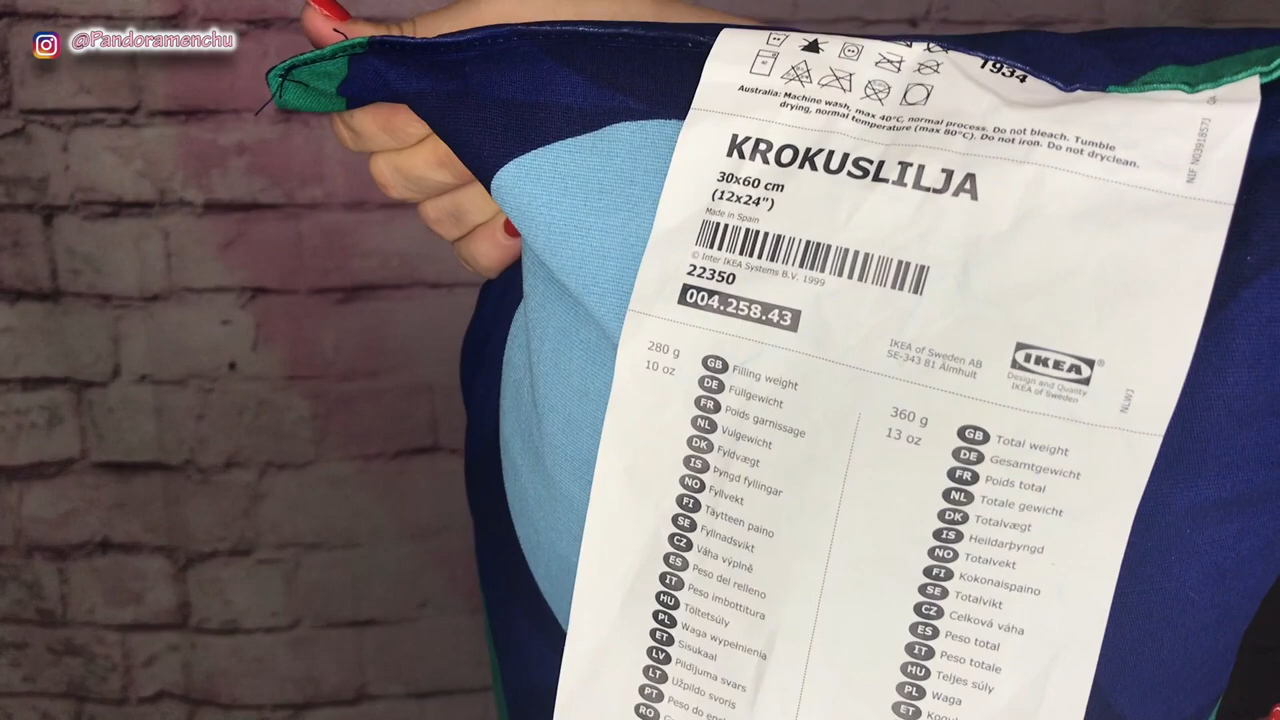 @Pandoramenchu
1934
Australia: Machine wash, max 40°C, normal process. Do not bleach. Tumble
drying, normal temperature (max 80°C). Do not iron. Do not dryclean.
NIF N0391857J
KROKUSLILJA
30x60 cm
(12x24")
Made in Spain
© Inter IKEA Systems B.V. 1999
22350
004.258.43
IKEA of Sweden AB
SE-343 81 Älmhult
IKEA®
Design and Quality
IKEA of Sweden
NLWJ
280 g
10 oz
GB Filling weight
DE Füllgewicht
FR Poids garnissage
NL Vulgewicht
DK Fyldvægt
IS Þyngd fyllingar
NO Fyllvekt
FI Täytteen paino
SE Fyllnadsvikt
CZ Váha výplně
ES Peso del relleno
IT Peso imbottitura
HU Töltetsúly
PL Waga wypełnienia
ET Sisukaal
LV Pildījuma svars
LT Užpildo svoris
PT Peso do
RO
360 g
13 oz
GB Total weight
DE Gesamtgewicht
FR Poids total
NL Totale gewicht
DK Totalvægt
IS Heildarþyngd
NO Totalvekt
FI Kokonaispaino
SE Totalvikt
CZ Celková váha
ES Peso total
IT Peso totale
HU Teljes súly
PL Waga
ET